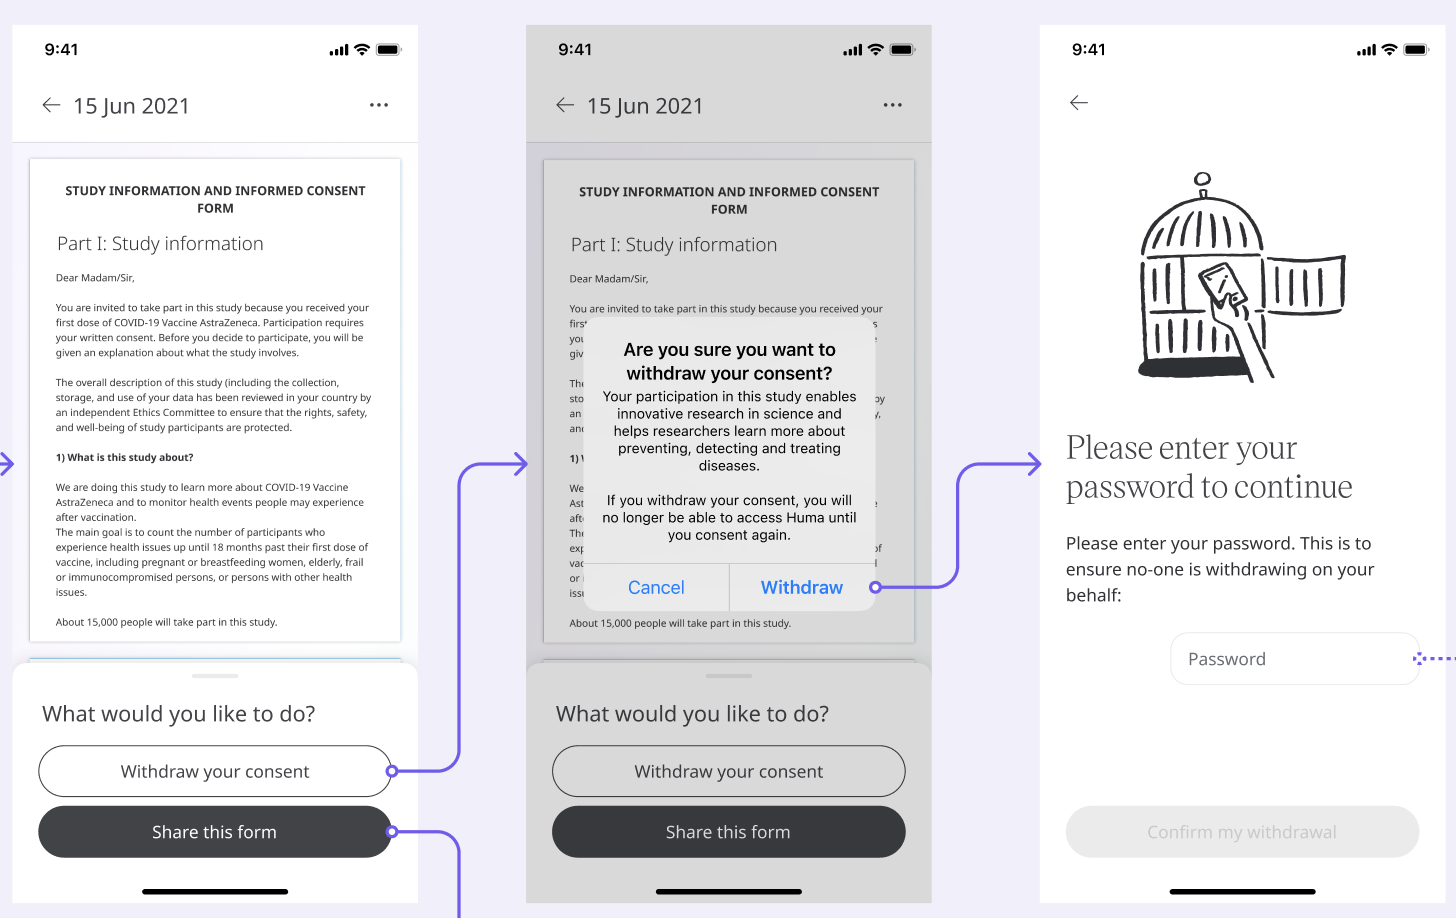 9:41
15 Jun 2021
STUDY INFORMATION AND INFORMED CONSENT
FORM
Part I: Study information
Dear Madam/Sir,
You are invited to take part in this study because you received your
first dose of COVID-19 Vaccine AstraZeneca. Participation requires
your written consent. Before you decide to participate, you will be
given an explanation about what the study involves.
The overall description of this study (including the collection,
storage, and use of your data has been reviewed in your country by
an independent Ethics Committee to ensure that the rights, safety,
and well-being of study participants are protected.
1) What is this study about?
We are doing this study to learn more about COVID-19 Vaccine
AstraZeneca and to monitor health events people may experience
after vaccination.
The main goal is to count the number of participants who
experience health issues up until 18 months past their first dose of
vaccine, including pregnant or breastfeeding women, elderly, frail
or immunocompromised persons, or persons with other health
issues.
About 15,000 people will take part in this study.
What would you like to do?
Withdraw your consent
Share this form
9:41
15 Jun 2021
STUDY INFORMATION AND INFORMED CONSENT
FORM
Part I: Study information
Dear Madam/Sir,
You are invited to take part in this study because you received your
Are you sure you want to
withdraw your consent?
Your participation in this study enables
innovative research in science and
helps researchers learn more about
preventing, detecting and treating
diseases.
If you withdraw your consent, you will
no longer be able to access Huma until
you consent again.
Cancel
Withdraw
About 15,000 people will take part in this study.
What would you like to do?
Withdraw your consent
Share this form
9:41
Please enter your
password to continue
Please enter your password. This is to
ensure no-one is withdrawing on your
behalf:
Password
Confirm my withdrawal